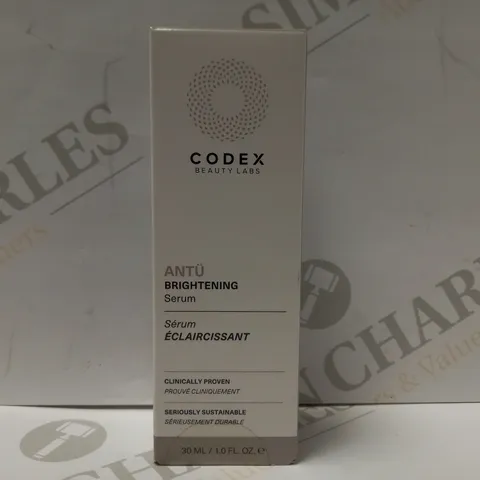 CODEX
BEAUTY LABS
ANTÜ
BRIGHTENING
Serum
Sérum
ÉCLAIRCISSANT
CLINICALLY PROVEN
PROUVÉ CLINIQUEMENT
SERIOUSLY SUSTAINABLE
SÉRIEUSEMENT DURABLE
30 ML / 1.0 FL. OZ. ℮